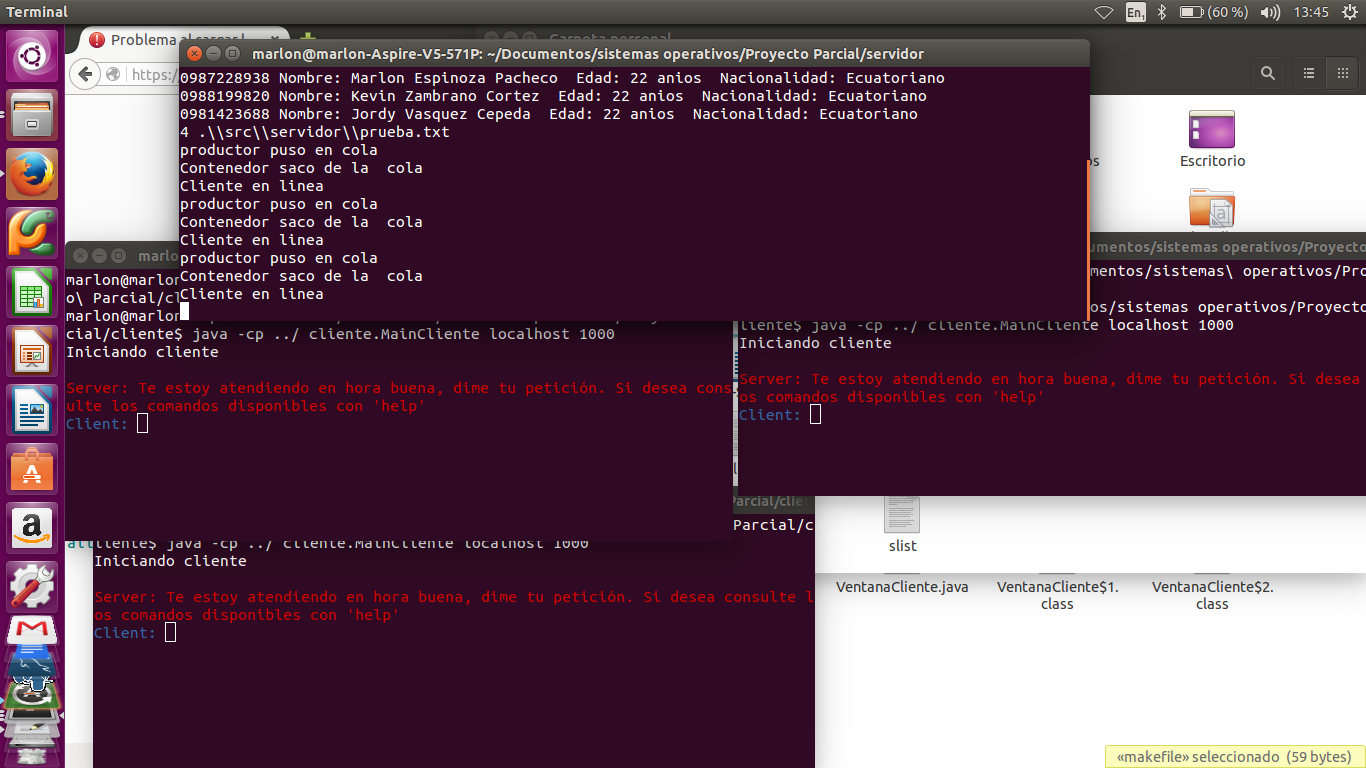 Terminal
En₁
(60 %)
13:45
Problema al cargar l
Carpeta personal
https:/
marlon@marlon-Aspire-V5-571P: ~/Documentos/sistemas operativos/Proyecto Parcial/servidor
0987228938 Nombre: Marlon Espinoza Pacheco  Edad: 22 anios  Nacionalidad: Ecuatoriano
0988199820 Nombre: Kevin Zambrano Cortez  Edad: 22 anios  Nacionalidad: Ecuatoriano
0981423688 Nombre: Jordy Vasquez Cepeda  Edad: 22 anios  Nacionalidad: Ecuatoriano
4 .\\src\\servidor\\prueba.txt
productor puso en cola
Contenedor saco de la  cola
Cliente en linea
productor puso en cola
Contenedor saco de la  cola
Cliente en linea
productor puso en cola
Contenedor saco de la  cola
Cliente en linea
os
Escritorio
marlo
marlon@marlon
o\ Parcial/cl
marlon@marlon
cial/cliente$ java -cp ../ cliente.MainCliente localhost 1000
Iniciando cliente
Server: Te estoy atendiendo en hora buena, dime tu petición. Si desea cons
ulte los comandos disponibles con 'help'
Client:
umentos/sistemas operativos/Proyecto
mentos/sistemas\ operativos/Pro
os/sistemas operativos/Proyecto
liente$ java -cp ../ cliente.MainCliente localhost 1000
Iniciando cliente
Server: Te estoy atendiendo en hora buena, dime tu petición. Si desea
os comandos disponibles con 'help'
Client:
Parcial/clie
Parcial/c
liente$ java -cp ../ cliente.MainCliente localhost 1000
Iniciando cliente
Server: Te estoy atendiendo en hora buena, dime tu petición. Si desea consulte l
os comandos disponibles con 'help'
Client:
slist
VentanaCliente.java
VentanaCliente$1.
class
VentanaCliente$2.
class
«makefile» seleccionado (59 bytes)